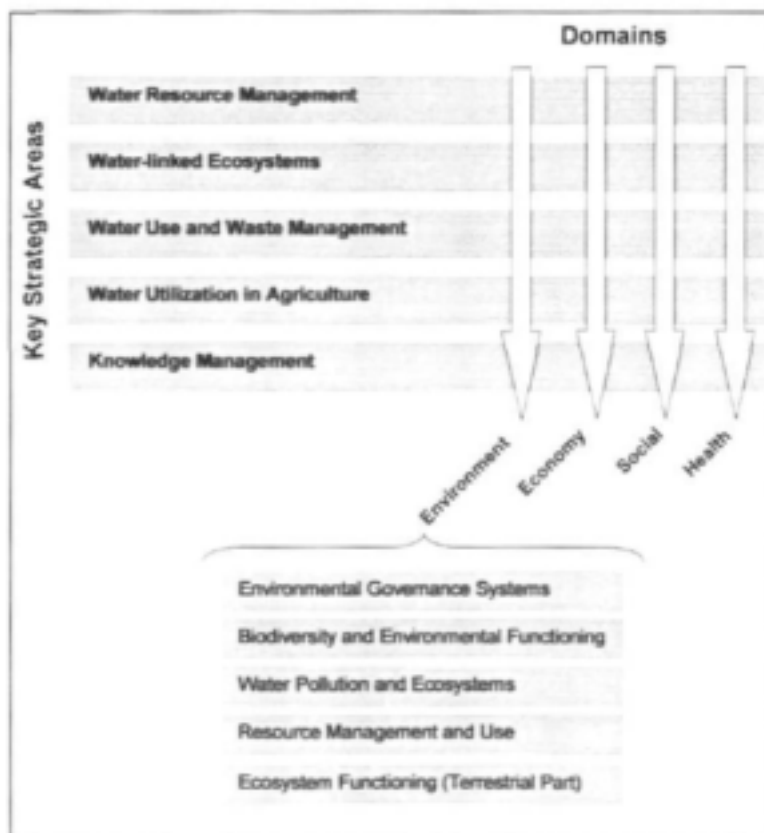 Domains
Key Strategic Areas
Water Resource Management
Water-linked Ecosystems
Water Use and Waste Management
Water Utilization in Agriculture
Knowledge Management
Environment
Economy
Social
Health
Environmental Governance Systems
Biodiversity and Environmental Functioning
Water Pollution and Ecosystems
Resource Management and Use
Ecosystem Functioning (Terrestrial Part)